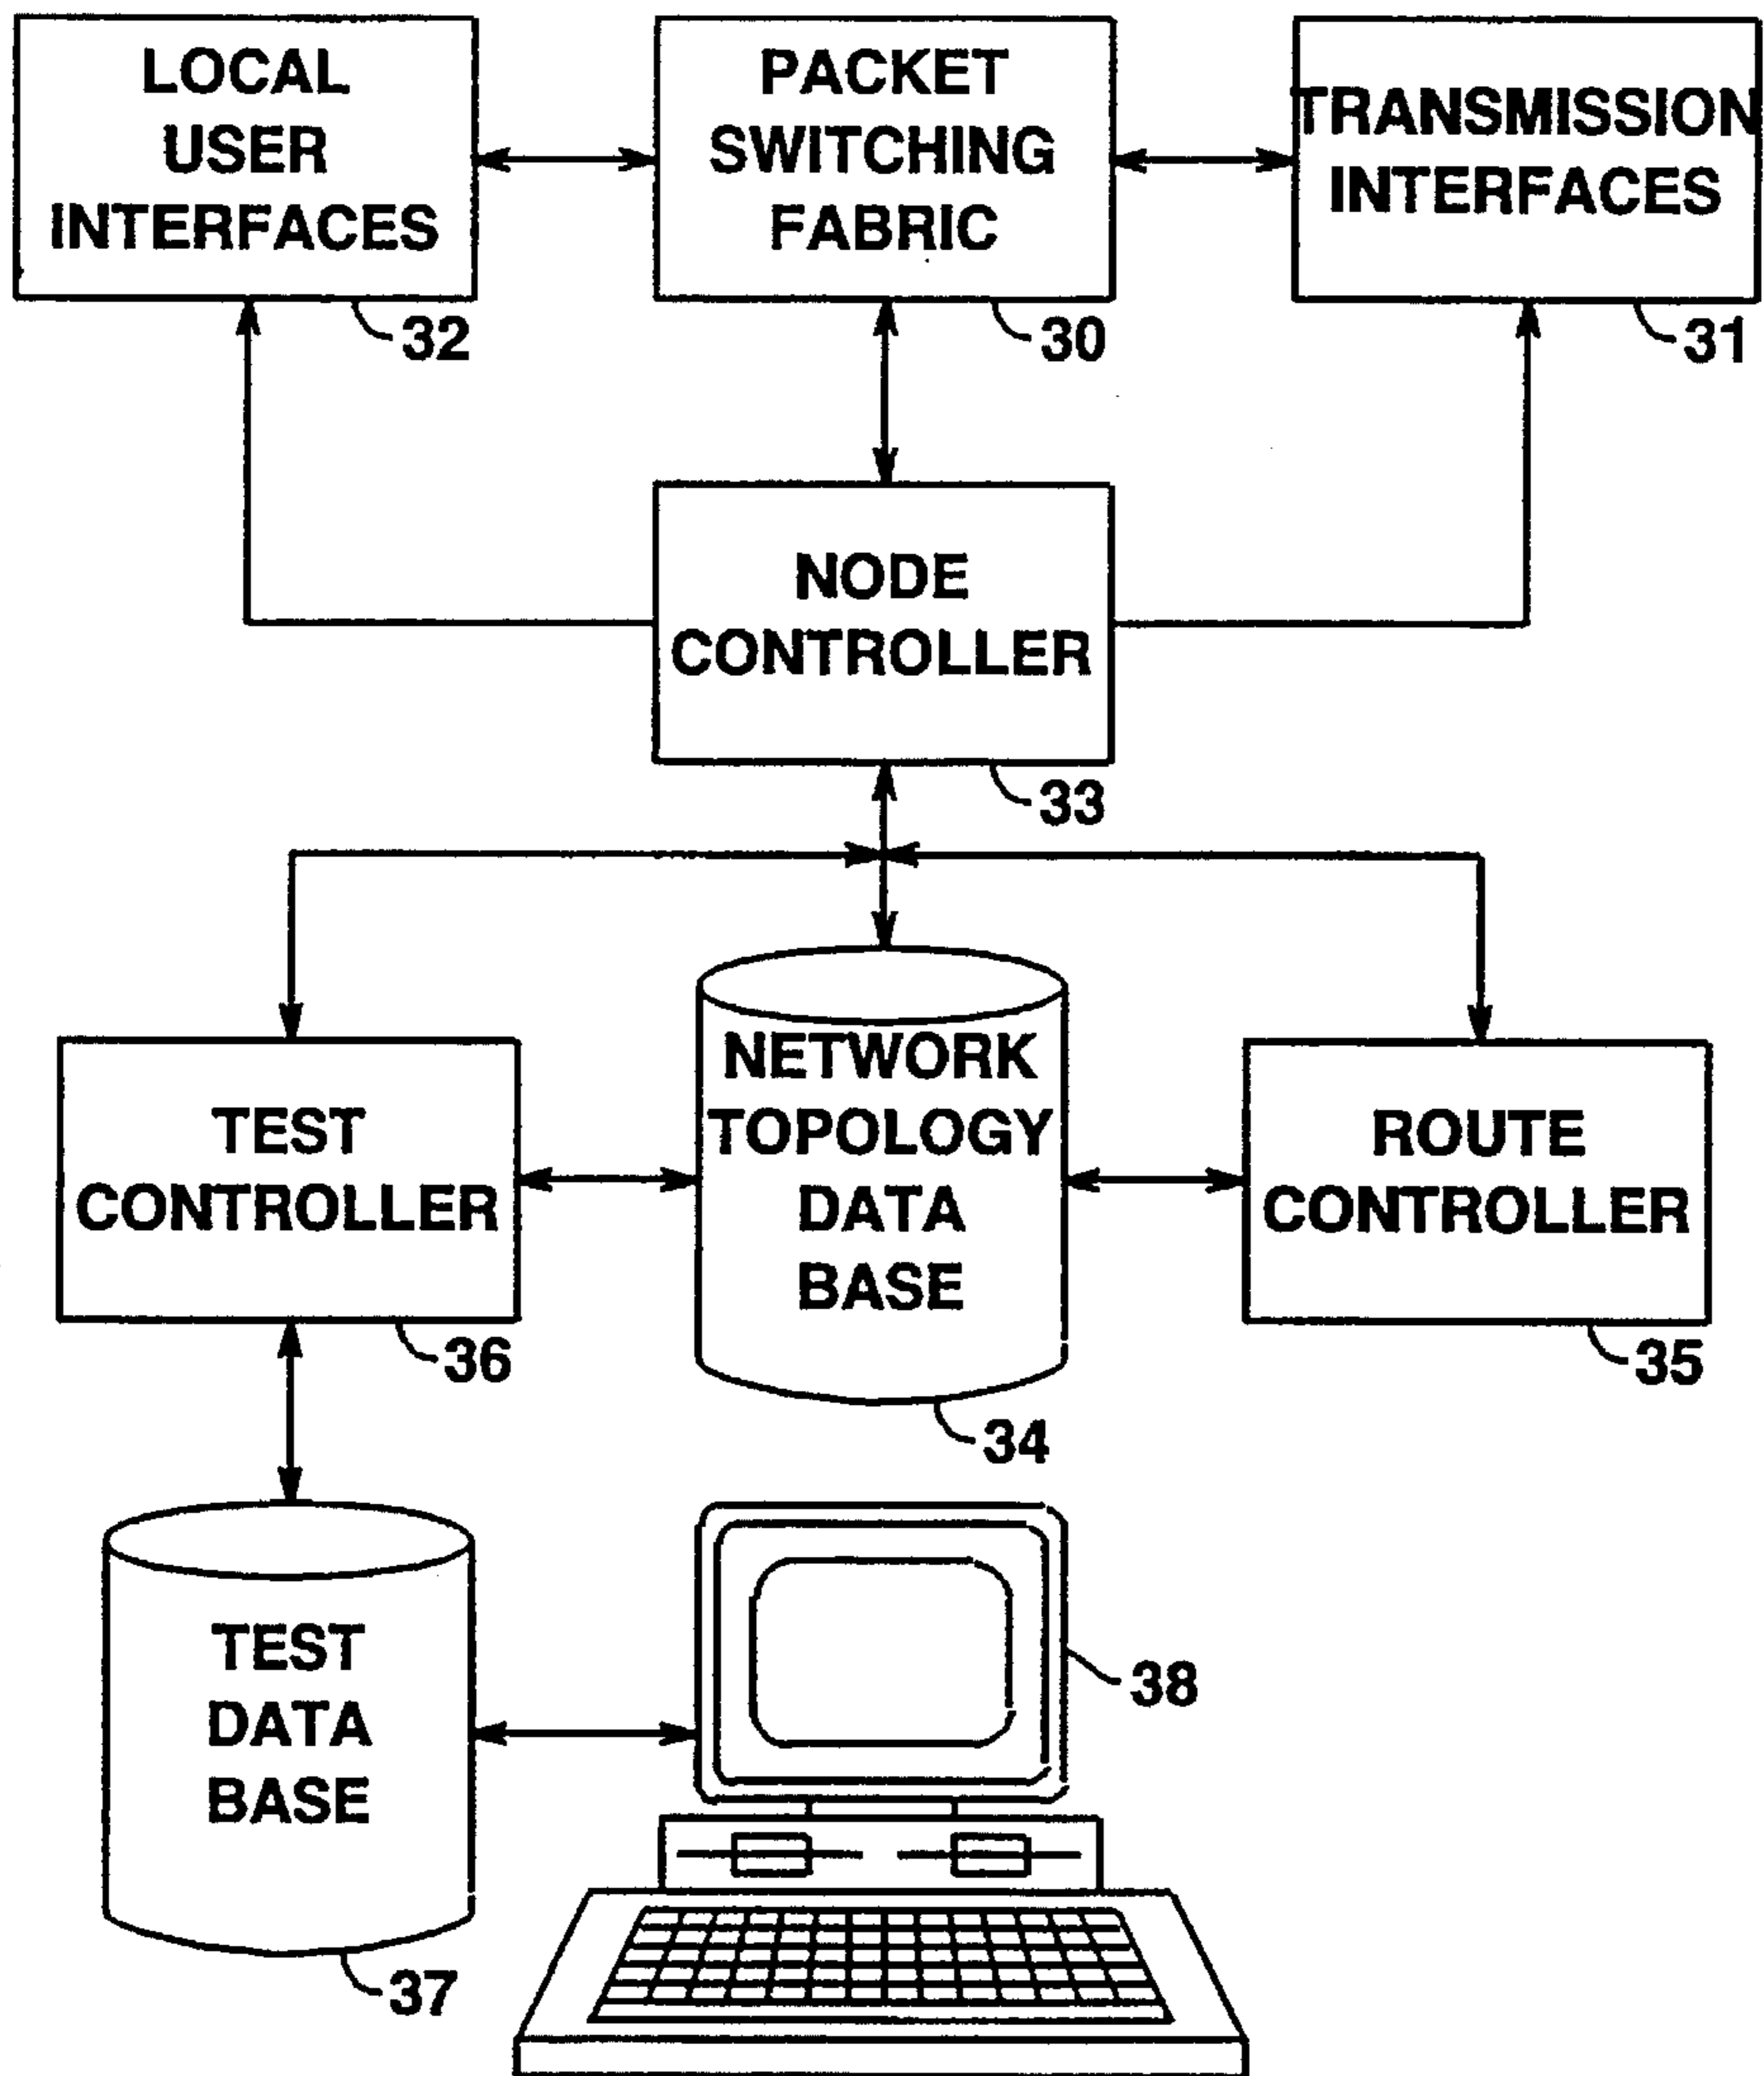 LOCAL
USER
INTERFACES
32
PACKET
SWITCHING
FABRIC
30
TRANSMISSION
INTERFACES
31
NODE
CONTROLLER
33
TEST
CONTROLLER
36
NETWORK
TOPOLOGY
DATA
BASE
34
ROUTE
CONTROLLER
35
TEST
DATA
BASE
37
38